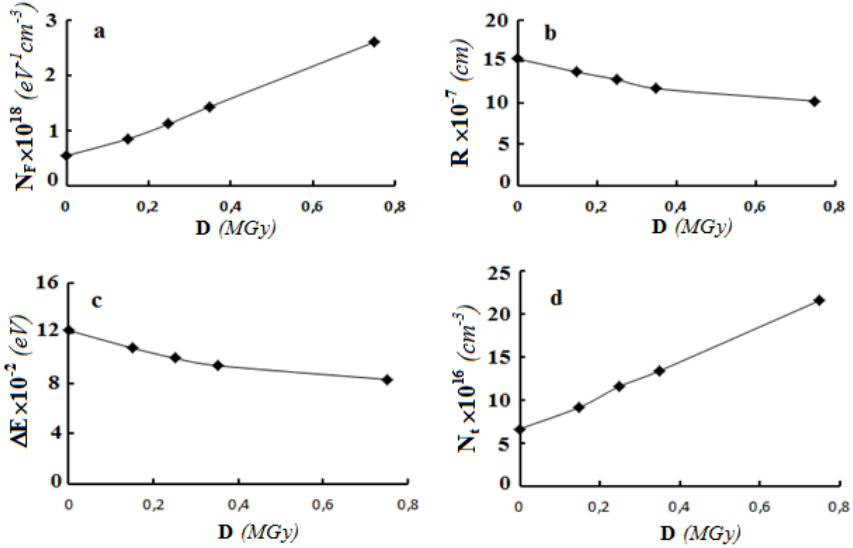 a
N_F×10^18 (eV^-1cm^-3)
3
2
1
0
0 0,2 0,4 0,6 0,8
D (MGy)
b
R ×10^-7 (cm)
20
15
10
5
0
0 0,2 0,4 0,6 0,8
D (MGy)
c
ΔE×10^-2 (eV)
16
12
8
4
0
0 0,2 0,4 0,6 0,8
D (MGy)
d
N_t ×10^16 (cm^-3)
25
20
15
10
5
0
0 0,2 0,4 0,6 0,8
D (MGy)